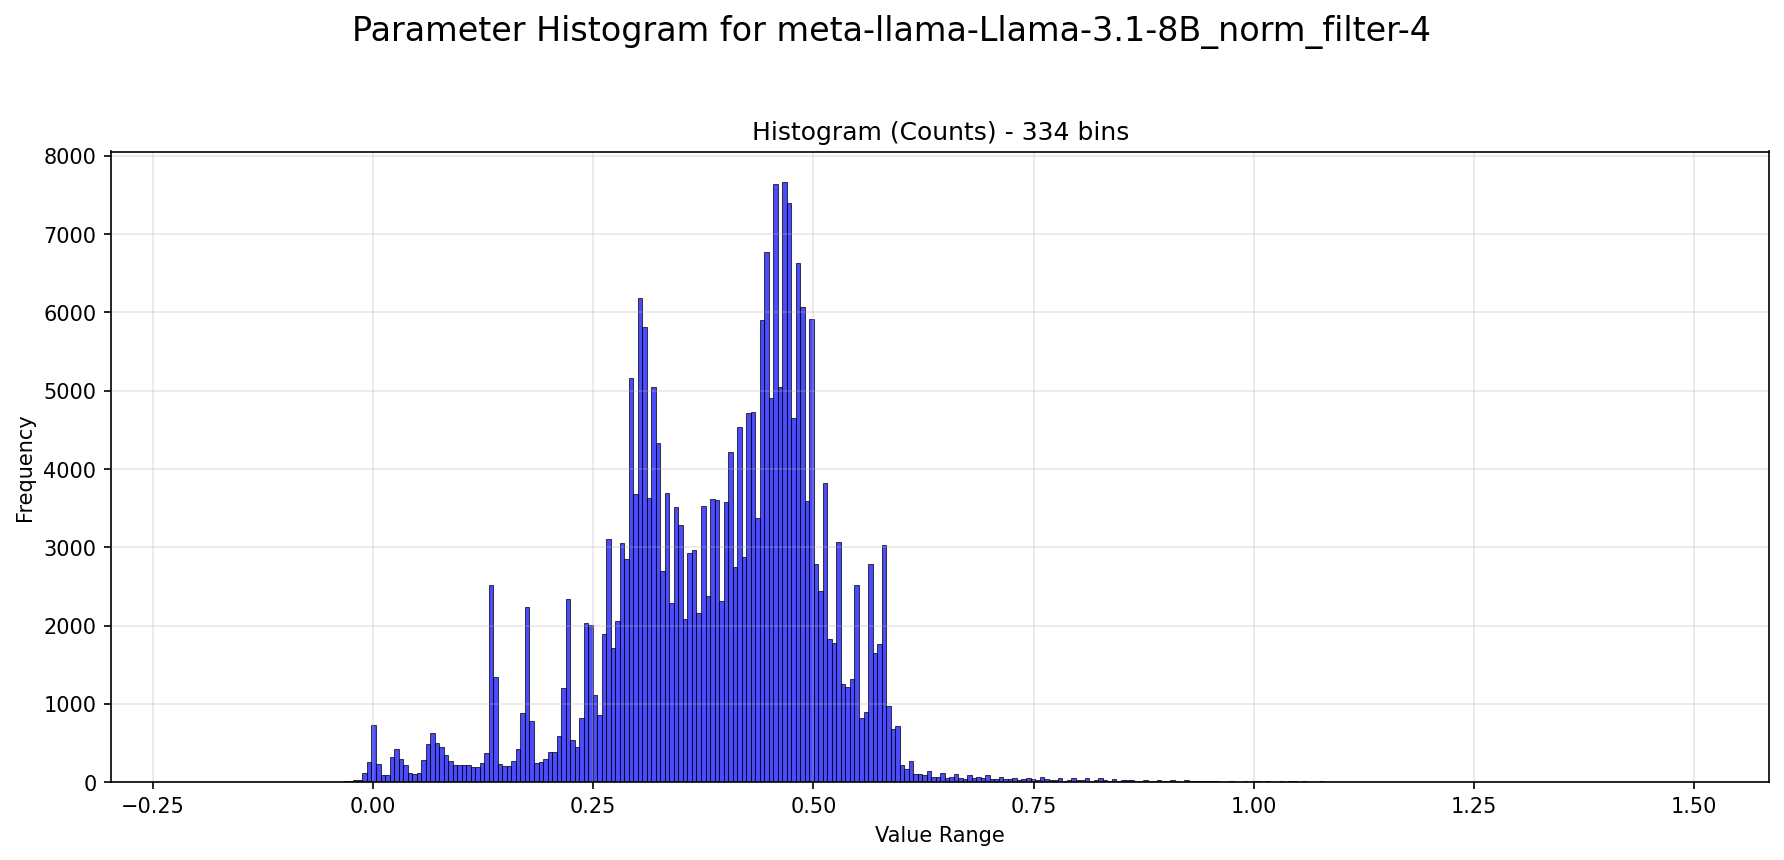 Parameter Histogram for meta-llama-Llama-3.1-8B_norm_filter-4
Histogram (Counts) - 334 bins
8000
7000
6000
5000
4000
3000
2000
1000
0
Frequency
−0.25 0.00 0.25 0.50 0.75 1.00 1.25 1.50
Value Range